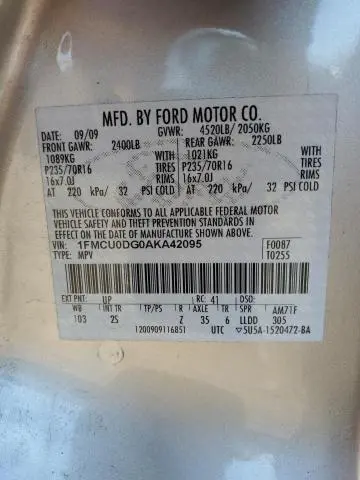 MFD. BY FORD MOTOR CO.
DATE: 09/09 GVWR: 4520LB/ 2050KG
FRONT GAWR: 2400LB REAR GAWR: 2250LB
1089KG WITH 1021KG WITH
P235/70R16 TIRES P235/70R16 TIRES
16x7.0J RIMS 16x7.0J RIMS
AT 220 kPa/ 32 PSI COLD AT 220 kPa/ 32 PSI COLD
THIS VEHICLE CONFORMS TO ALL APPLICABLE FEDERAL MOTOR
VEHICLE SAFETY AND THEFT PREVENTION STANDARDS IN EFFECT
ON THE DATE OF MANUFACTURE SHOWN ABOVE.
VIN: 1FMCU0DG0AKA42095 F0087
TYPE: MPV T0255
EXT PNT: UP RC: 41 DSO:
WB INT TR TP/PS R AXLE TR SPR AM71F
103 2S Z 35 6 LLDD 305
1200909116851 UTC 5U5A-1520472-BA